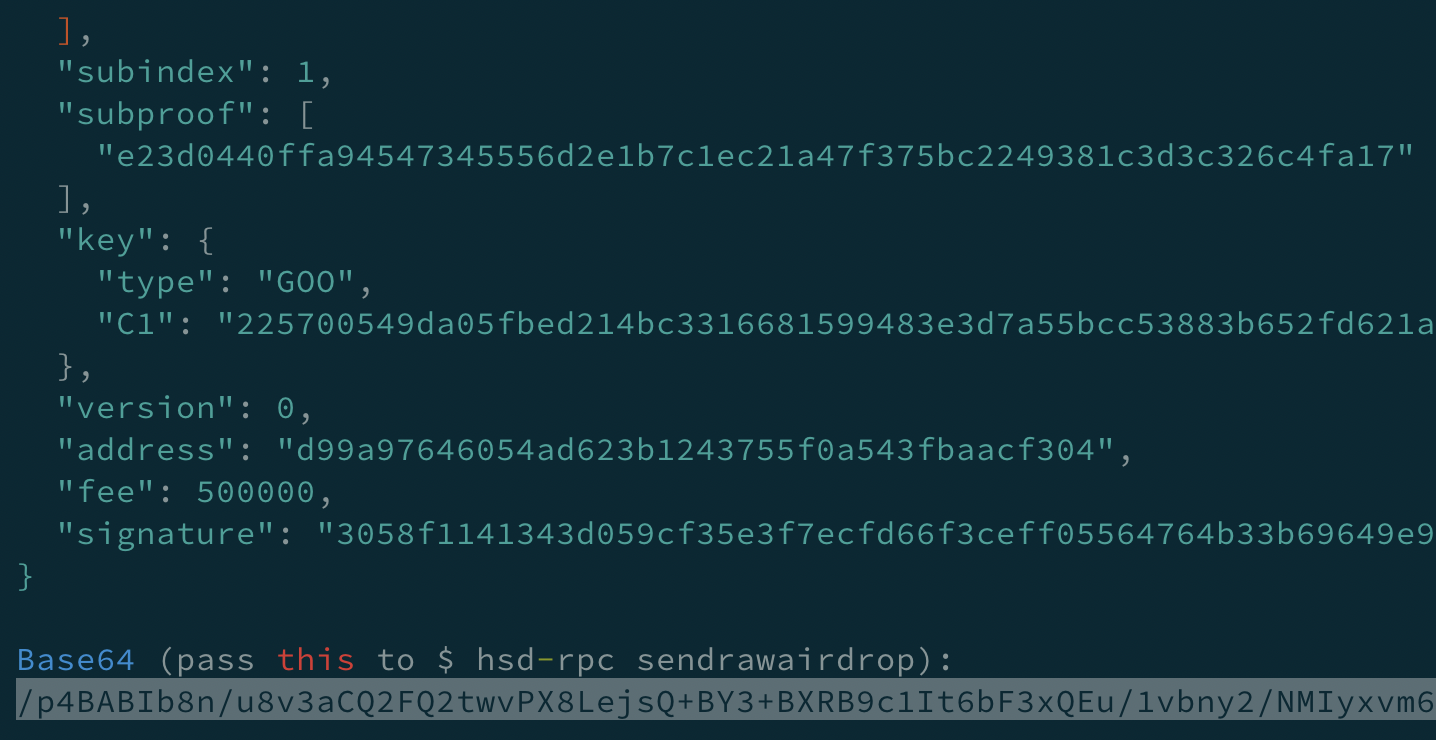 ],
"subindex": 1,
"subproof": [
"e23d0440ffa94547345556d2e1b7c1ec21a47f375bc2249381c3d3c326c4fa17"
],
"key": {
"type": "GOO",
"C1": "225700549da05fbed214bc3316681599483e3d7a55bcc53883b652fd621a
},
"version": 0,
"address": "d99a97646054ad623b1243755f0a543fbaacf304",
"fee": 500000,
"signature": "3058f1141343d059cf35e3f7ecfd66f3ceff05564764b33b69649e9
}
Base64 (pass this to $ hsd-rpc sendrawairdrop):
/p4BABIb8n/u8v3aCQ2FQ2twvPX8LejsQ+BY3+BXRB9c1It6bF3xQEu/1vbny2/NMIyxvm6